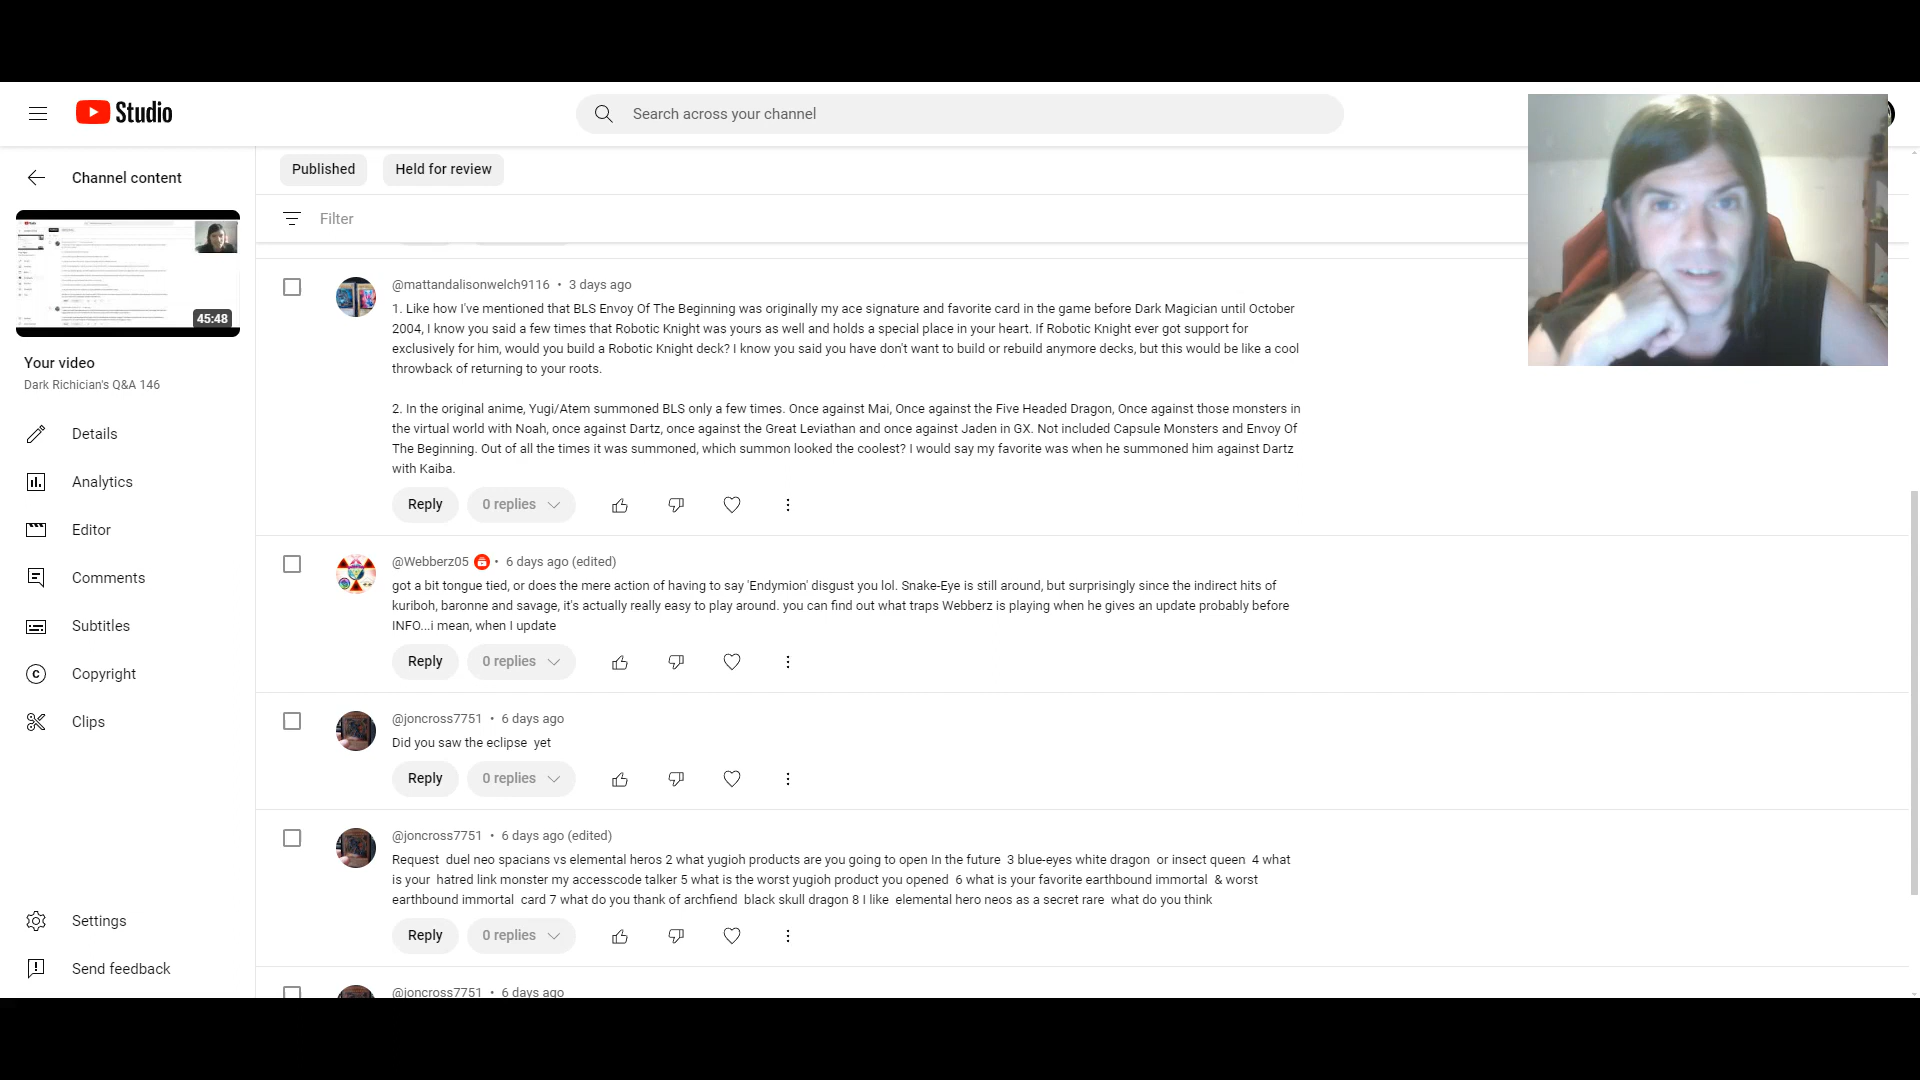 Studio
Search across your channel
Channel content
45:48
Your video
Dark Richician's Q&A 146
Details
Analytics
Editor
Comments
Subtitles
Copyright
Clips
Settings
Send feedback
Published
Held for review
Filter
@mattandalisonwelch9116 • 3 days ago
1. Like how I've mentioned that BLS Envoy Of The Beginning was originally my ace signature and favorite card in the game before Dark Magician until October
2004, I know you said a few times that Robotic Knight was yours as well and holds a special place in your heart. If Robotic Knight ever got support for
exclusively for him, would you build a Robotic Knight deck? I know you said you have don't want to build or rebuild anymore decks, but this would be like a cool
throwback of returning to your roots.
2. In the original anime, Yugi/Atem summoned BLS only a few times. Once against Mai, Once against the Five Headed Dragon, Once against those monsters in
the virtual world with Noah, once against Dartz, once against the Great Leviathan and once against Jaden in GX. Not included Capsule Monsters and Envoy Of
The Beginning. Out of all the times it was summoned, which summon looked the coolest? I would say my favorite was when he summoned him against Dartz
with Kaiba.
Reply 0 replies
@Webberz05 • 6 days ago (edited)
got a bit tongue tied, or does the mere action of having to say 'Endymion' disgust you lol. Snake-Eye is still around, but surprisingly since the indirect hits of
kuriboh, baronne and savage, it's actually really easy to play around. you can find out what traps Webberz is playing when he gives an update probably before
INFO...i mean, when I update
Reply 0 replies
@joncross7751 • 6 days ago
Did you saw the eclipse  yet
Reply 0 replies
@joncross7751 • 6 days ago (edited)
Request  duel neo spacians vs elemental heros 2 what yugioh products are you going to open In the future  3 blue-eyes white dragon  or insect queen  4 what
is your  hatred link monster my accesscode talker 5 what is the worst yugioh product you opened  6 what is your favorite earthbound immortal  & worst
earthbound immortal  card 7 what do you thank of archfiend  black skull dragon 8 I like  elemental hero neos as a secret rare  what do you think
Reply 0 replies
@joncross7751 • 6 days ago